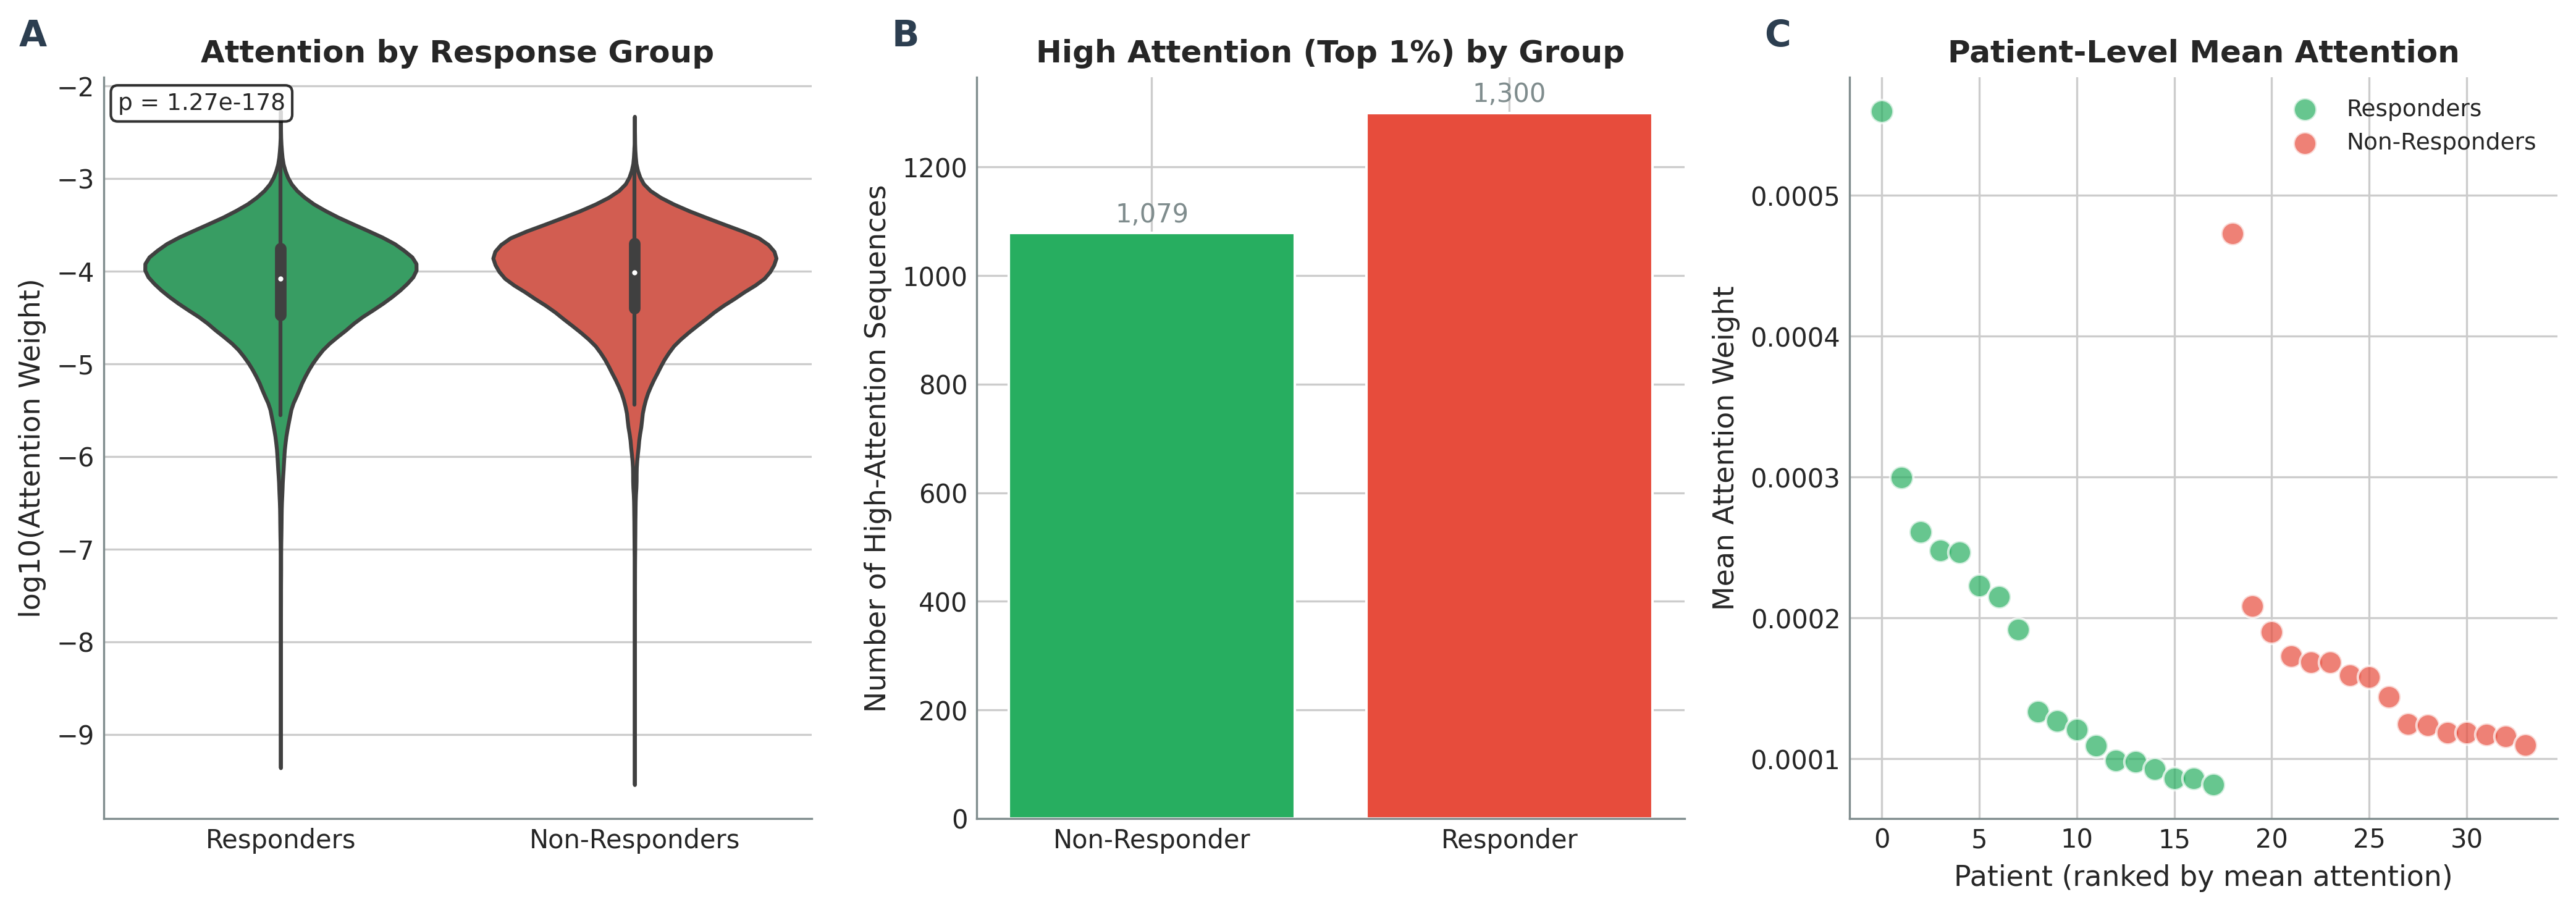 A
Attention by Response Group
p = 1.27e-178
log10(Attention Weight)
−2
−3
−4
−5
−6
−7
−8
−9
Responders
Non-Responders
B
High Attention (Top 1%) by Group
Number of High-Attention Sequences
1200
1000
800
600
400
200
0
1,079
1,300
Non-Responder
Responder
C
Patient-Level Mean Attention
Responders
Non-Responders
Mean Attention Weight
0.0005
0.0004
0.0003
0.0002
0.0001
0
5
10
15
20
25
30
Patient (ranked by mean attention)